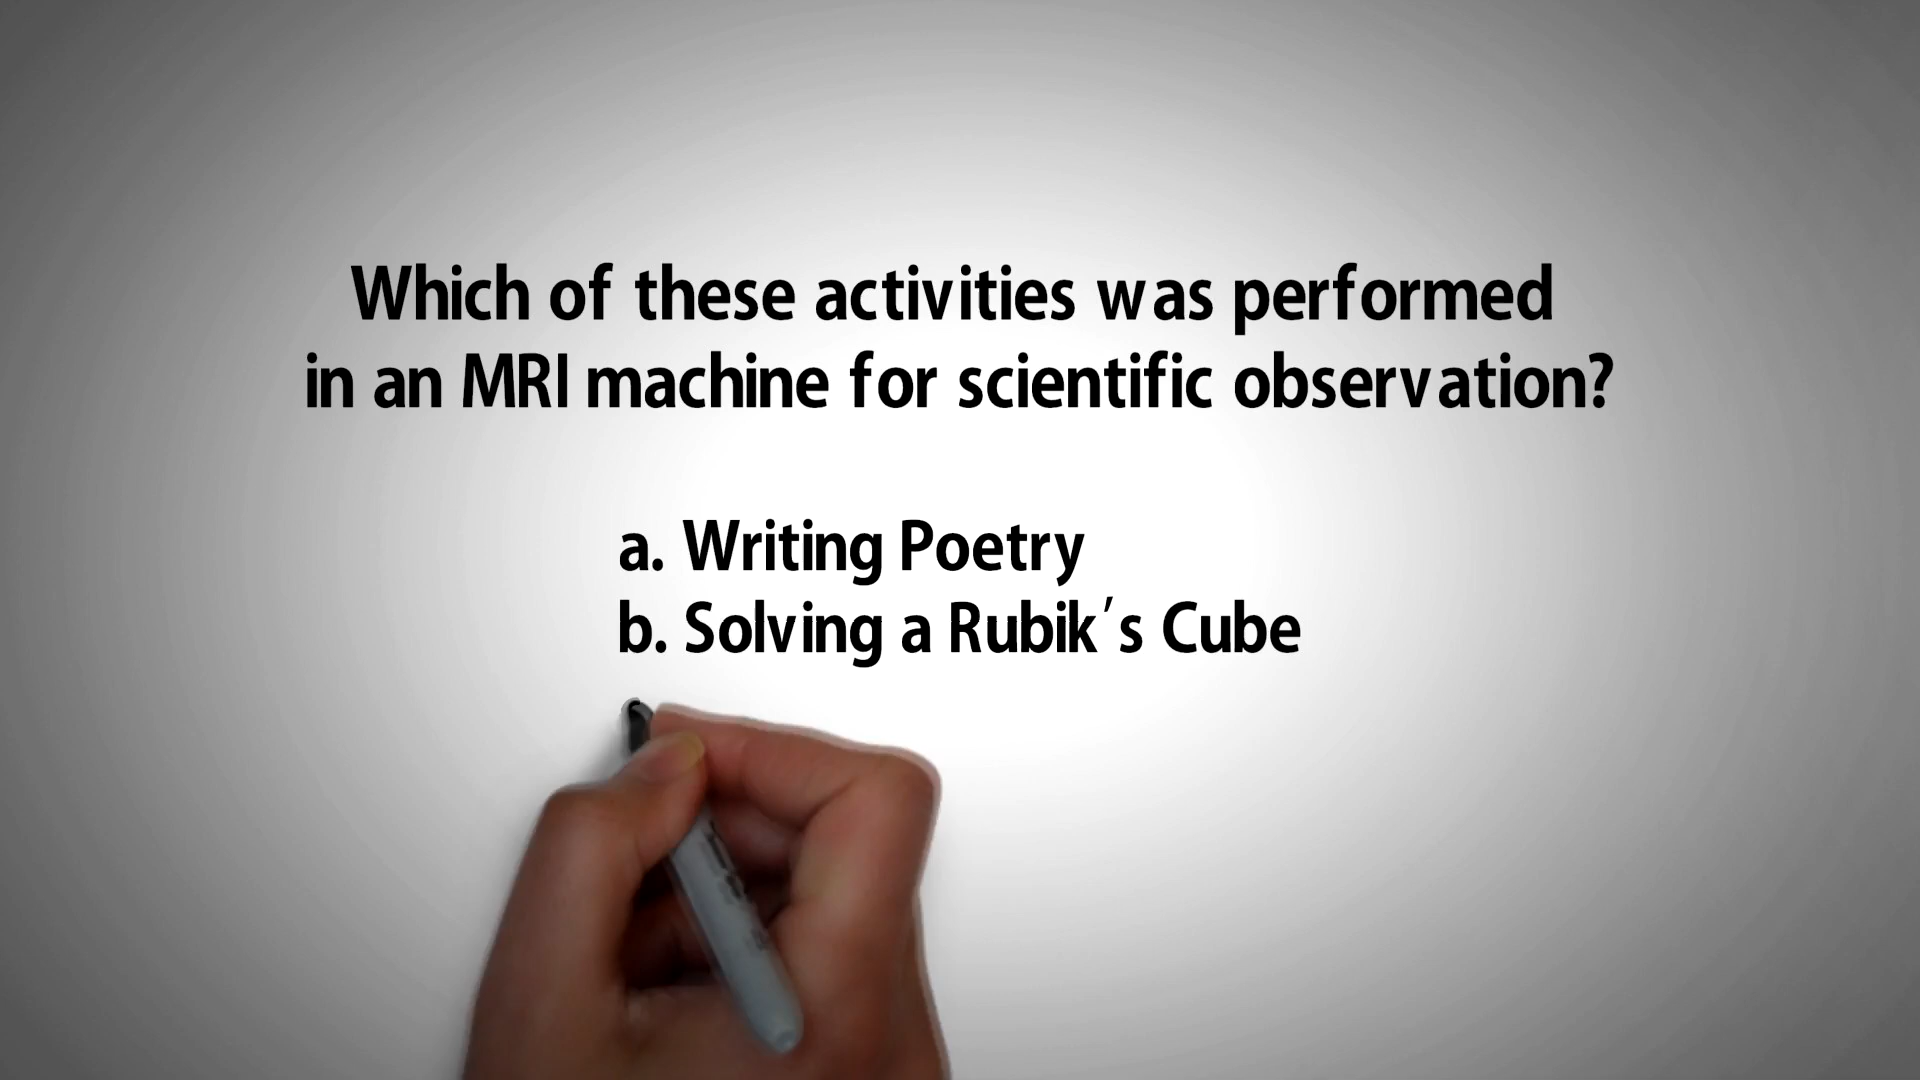 Which of these activities was performed
in an MRI machine for scientific observation?
a. Writing Poetry
b. Solving a Rubik´s Cube